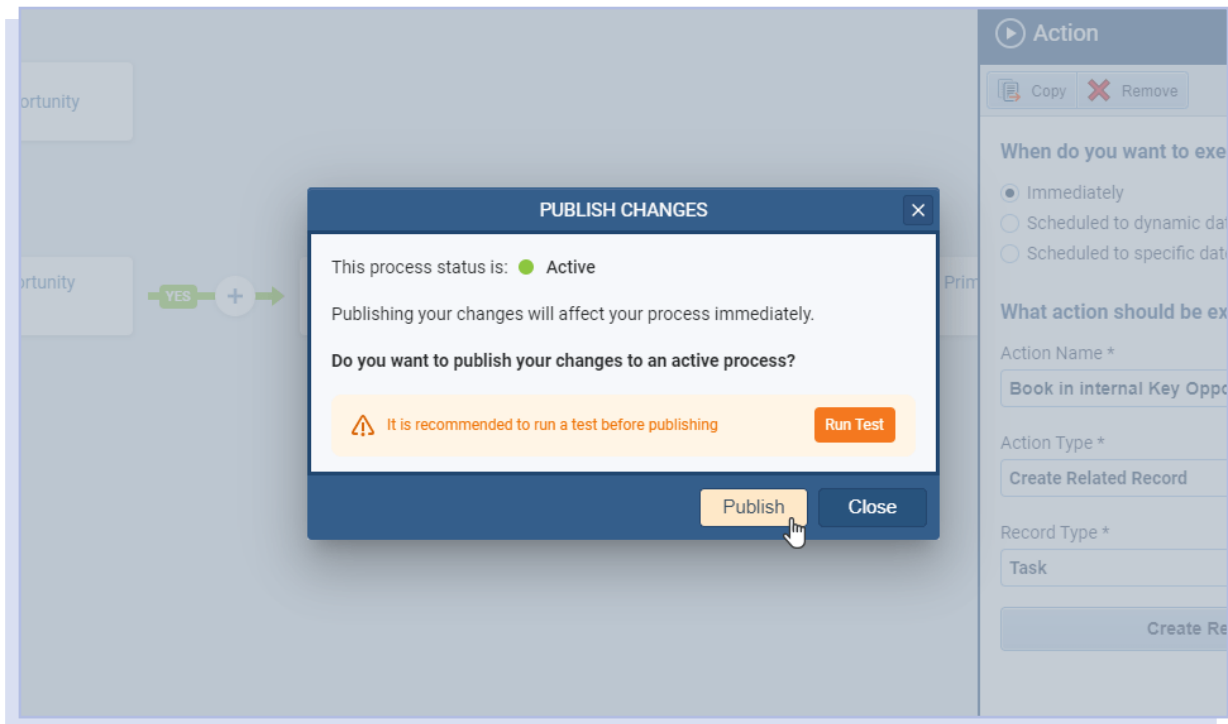 Action
Copy
Remove
ortunity
When do you want to exe
Immediately
Scheduled to dynamic da
Scheduled to specific dat
PUBLISH CHANGES
This process status is: Active
Publishing your changes will affect your process immediately.
Do you want to publish your changes to an active process?
It is recommended to run a test before publishing
Run Test
Publish
Close
ortunity
YES
Prim
What action should be ex
Action Name *
Book in internal Key Oppo
Action Type *
Create Related Record
Record Type *
Task
Create Re